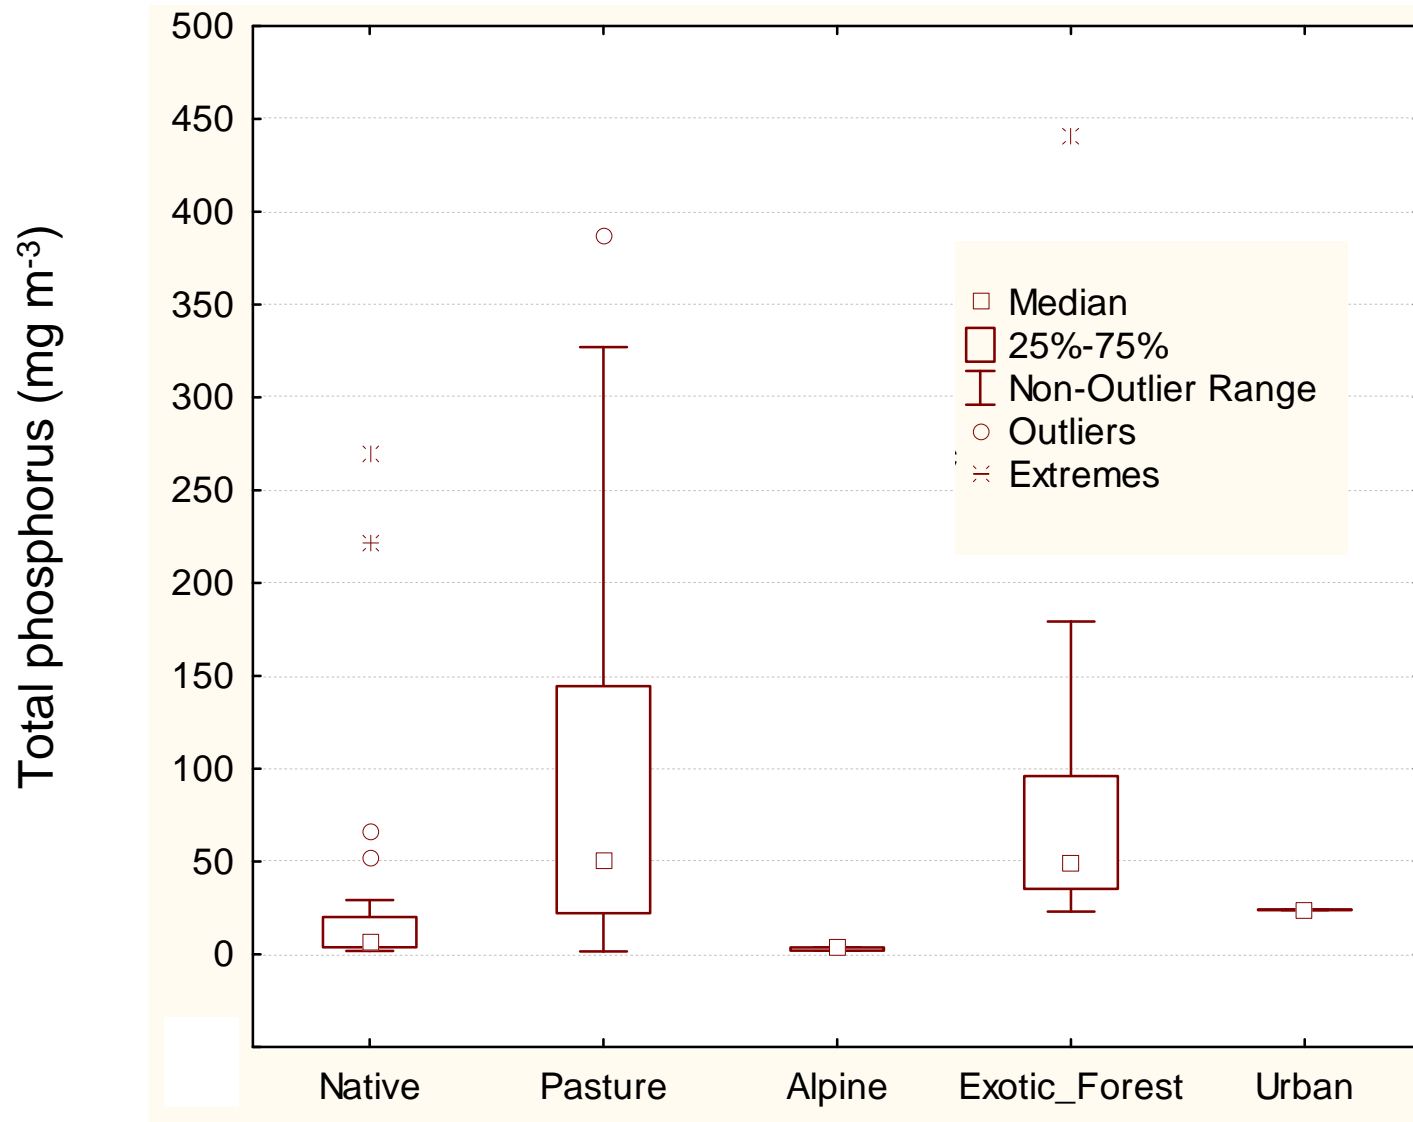 Total phosphorus (mg m-3)
500
450
400
350
300
250
200
150
100
50
0
Median
25%-75%
Non-Outlier Range
Outliers
Extremes
Native Pasture Alpine Exotic_Forest Urban